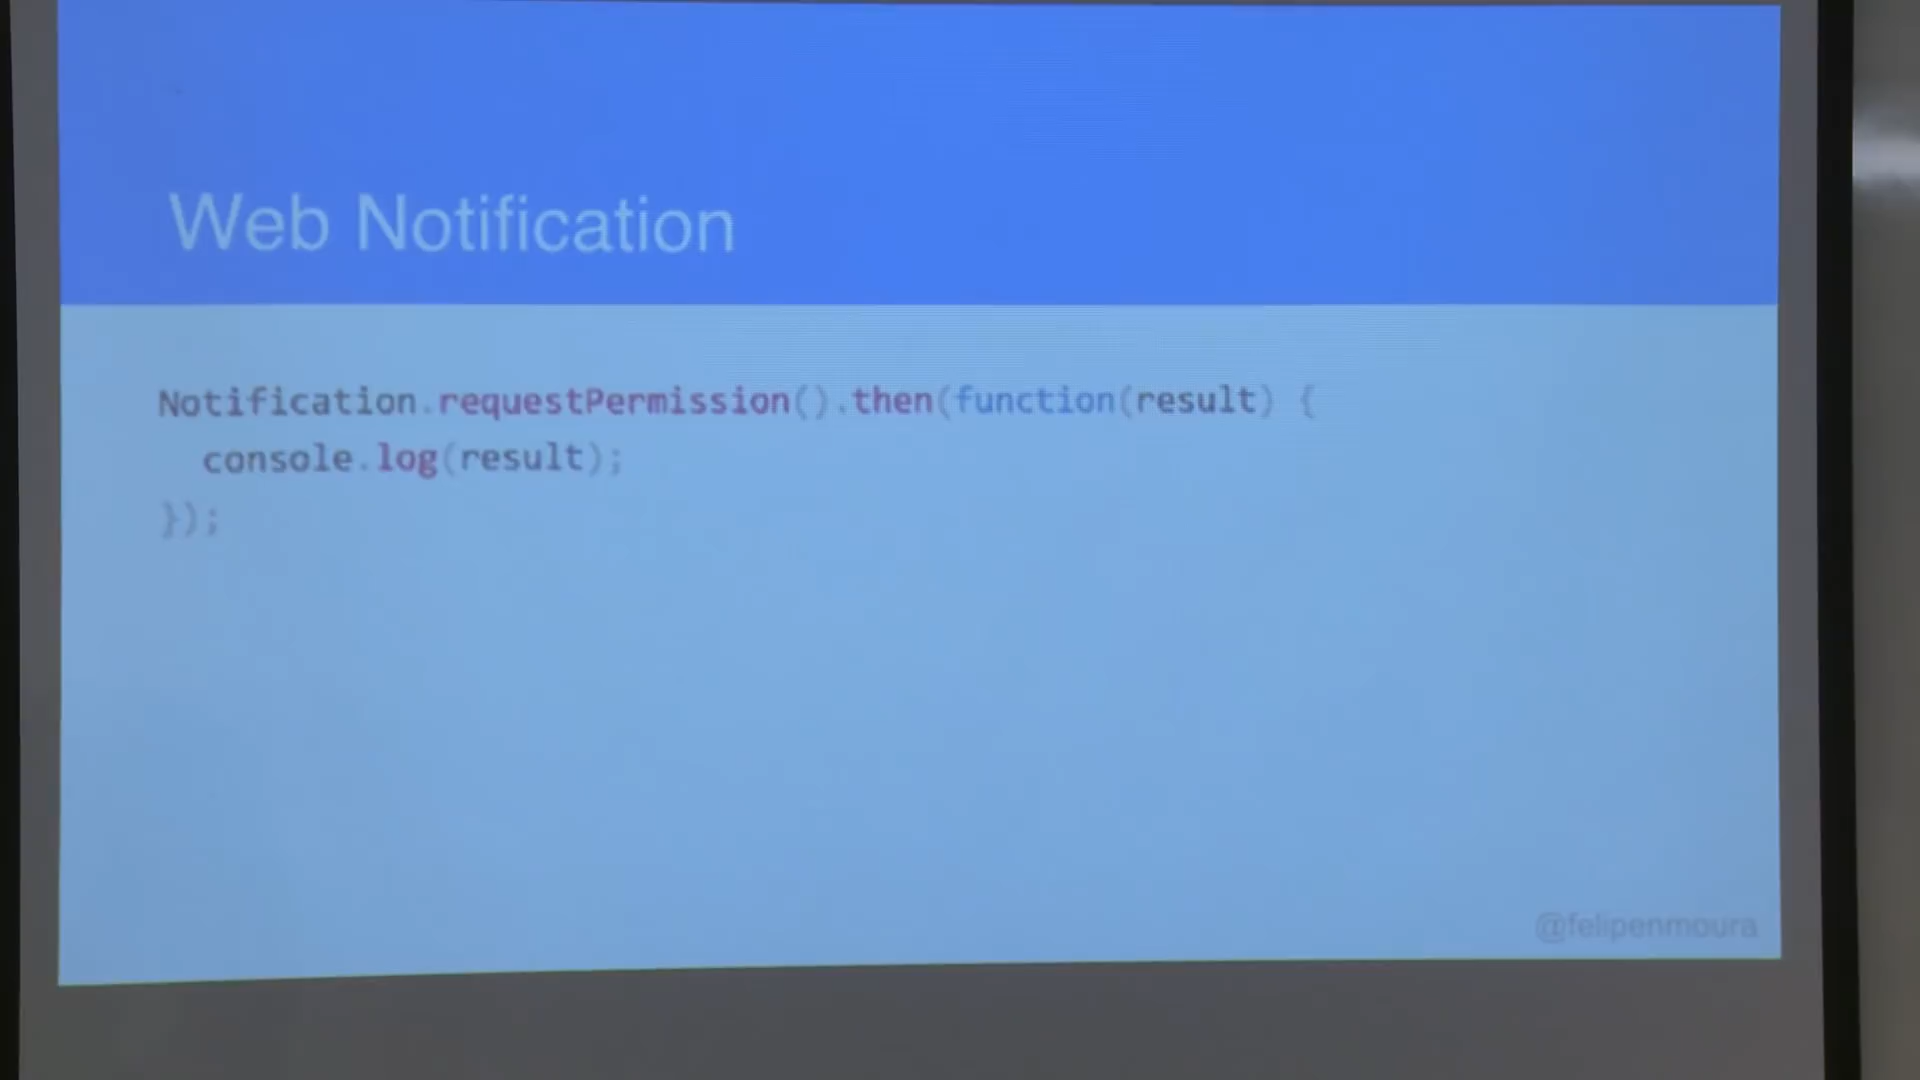 Web Notification
Notification.requestPermission().then(function(result) {
  console.log(result);
});
@felipenmoura